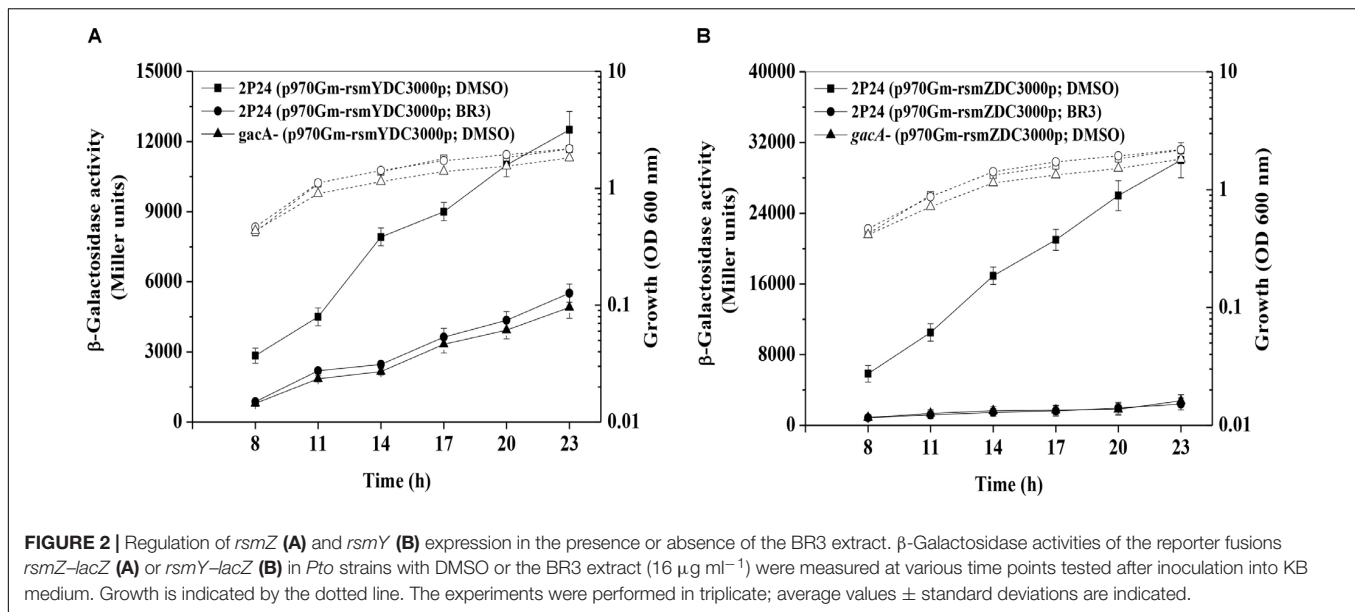 A
15000
12000
9000
6000
3000
0
β-Galactosidase activity
(Miller units)
2P24 (p970Gm-rsmYDC3000p; DMSO)
2P24 (p970Gm-rsmYDC3000p; BR3)
gacA- (p970Gm-rsmYDC3000p; DMSO)
10
1
0.1
0.01
Growth (OD 600 nm)
8 11 14 17 20 23
Time (h)
B
40000
32000
24000
16000
8000
0
β-Galactosidase activity
(Miller units)
2P24 (p970Gm-rsmZDC3000p; DMSO)
2P24 (p970Gm-rsmZDC3000p; BR3)
gacA- (p970Gm-rsmZDC3000p; DMSO)
10
1
0.1
0.01
Growth (OD 600 nm)
8 11 14 17 20 23
Time (h)
FIGURE 2 | Regulation of rsmZ (A) and rsmY (B) expression in the presence or absence of the BR3 extract. β-Galactosidase activities of the reporter fusions
rsmZ–lacZ (A) or rsmY–lacZ (B) in Pto strains with DMSO or the BR3 extract (16 μg ml⁻¹) were measured at various time points tested after inoculation into KB
medium. Growth is indicated by the dotted line. The experiments were performed in triplicate; average values ± standard deviations are indicated.